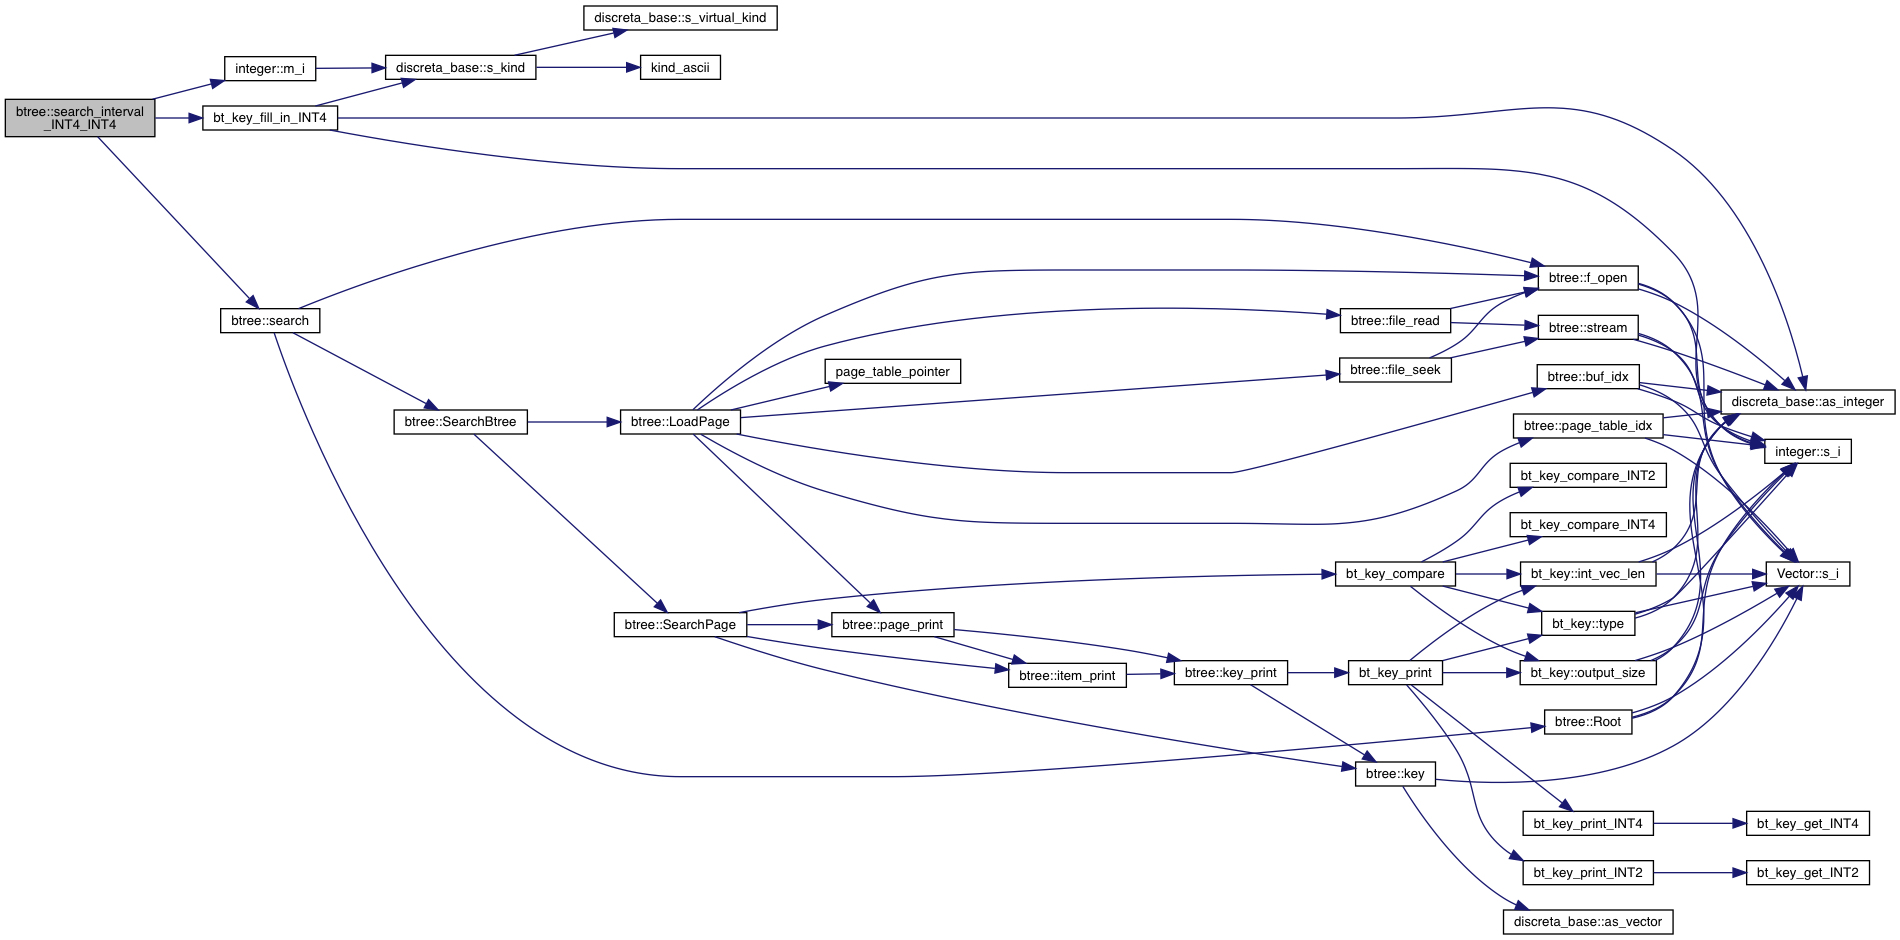 discreta_base::s_virtual_kind
integer::m_i
discreta_base::s_kind
kind_ascii
btree::search_interval
_INT4_INT4
bt_key_fill_in_INT4
btree::f_open
btree::search
btree::file_read
btree::stream
page_table_pointer
btree::file_seek
btree::buf_idx
discreta_base::as_integer
btree::SearchBtree
btree::LoadPage
btree::page_table_idx
integer::s_i
bt_key_compare_INT2
bt_key_compare_INT4
bt_key_compare
bt_key::int_vec_len
Vector::s_i
btree::SearchPage
btree::page_print
bt_key::type
btree::item_print
btree::key_print
bt_key_print
bt_key::output_size
btree::Root
btree::key
bt_key_print_INT4
bt_key_get_INT4
bt_key_print_INT2
bt_key_get_INT2
discreta_base::as_vector